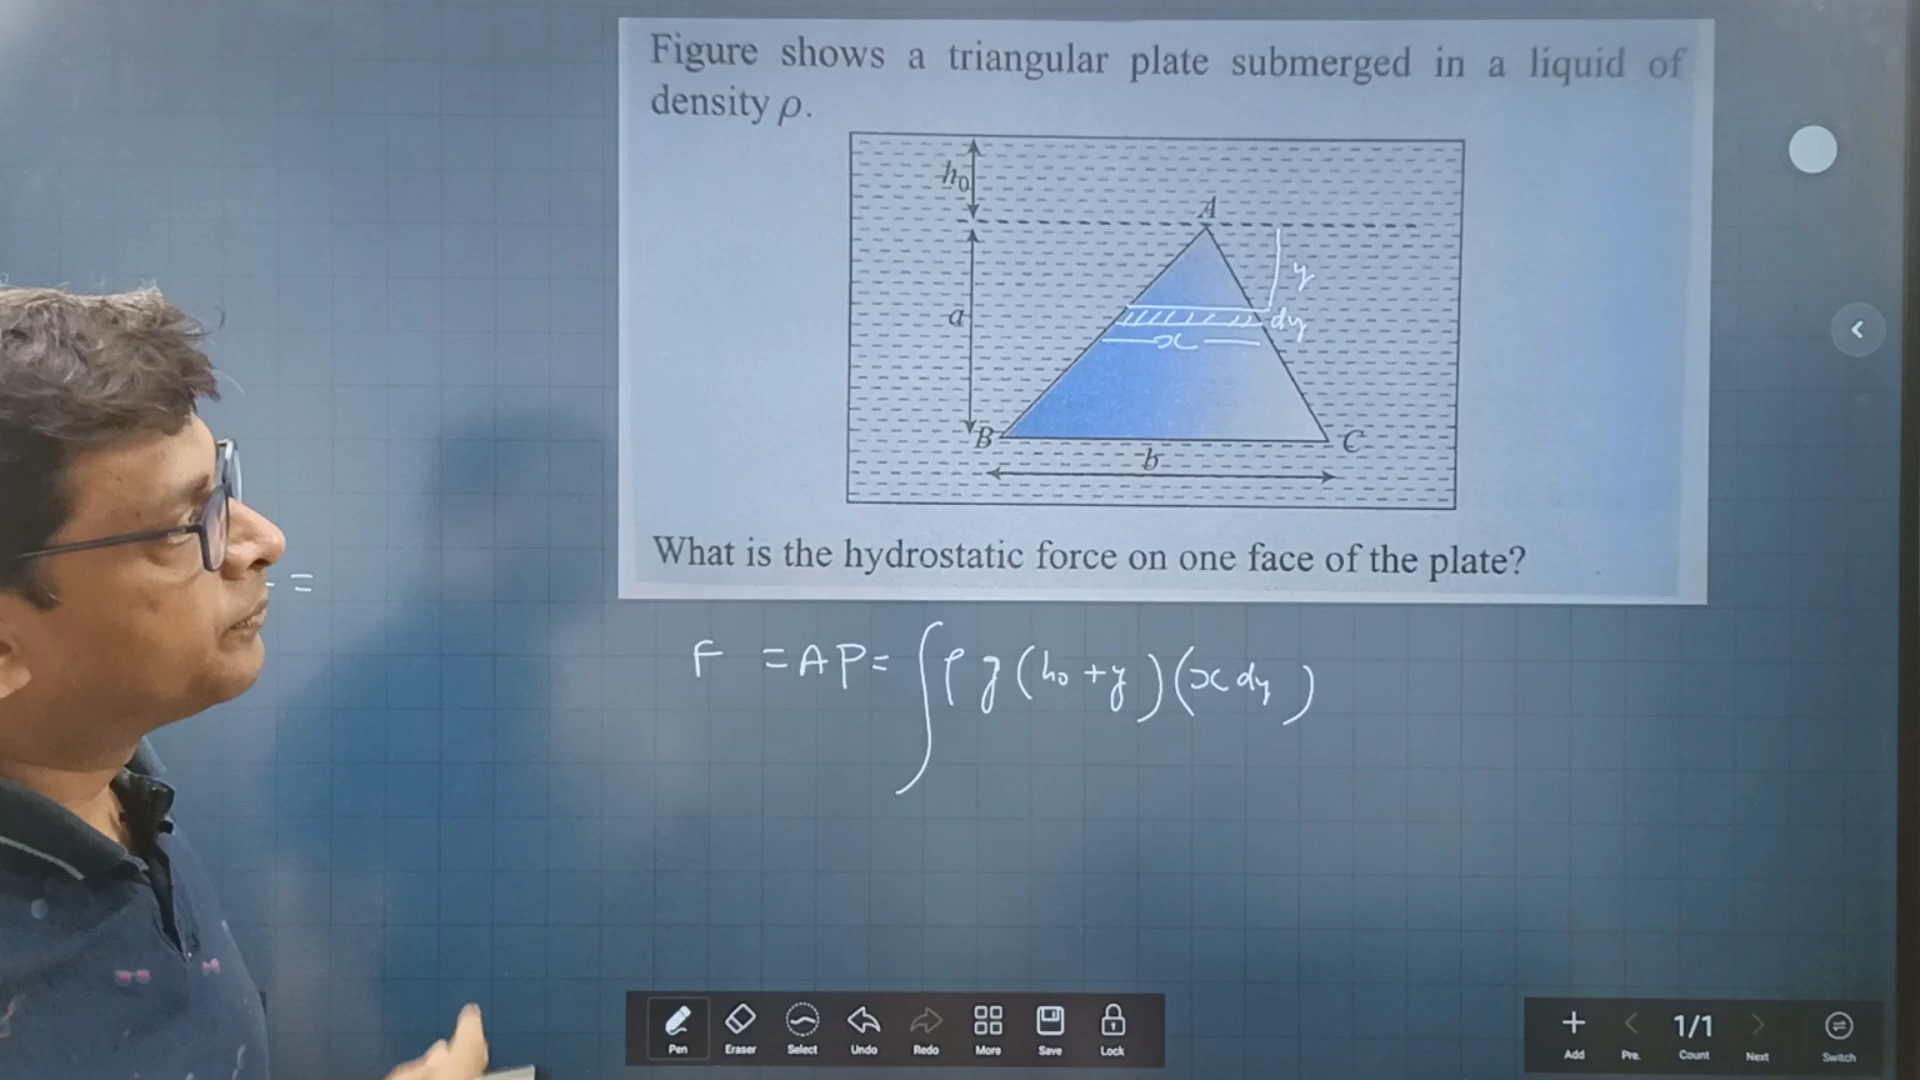 Figure shows a triangular plate submerged in a liquid of
density ρ.
h₀
A
y
a
dy
x
B
C
b
What is the hydrostatic force on one face of the plate?
=
F = AP = ∫ρg(h₀+y)(x dy)
Pen
Eraser
Select
Undo
Redo
More
Save
Lock
Add
Pre.
1/1
Count
Next
Switch